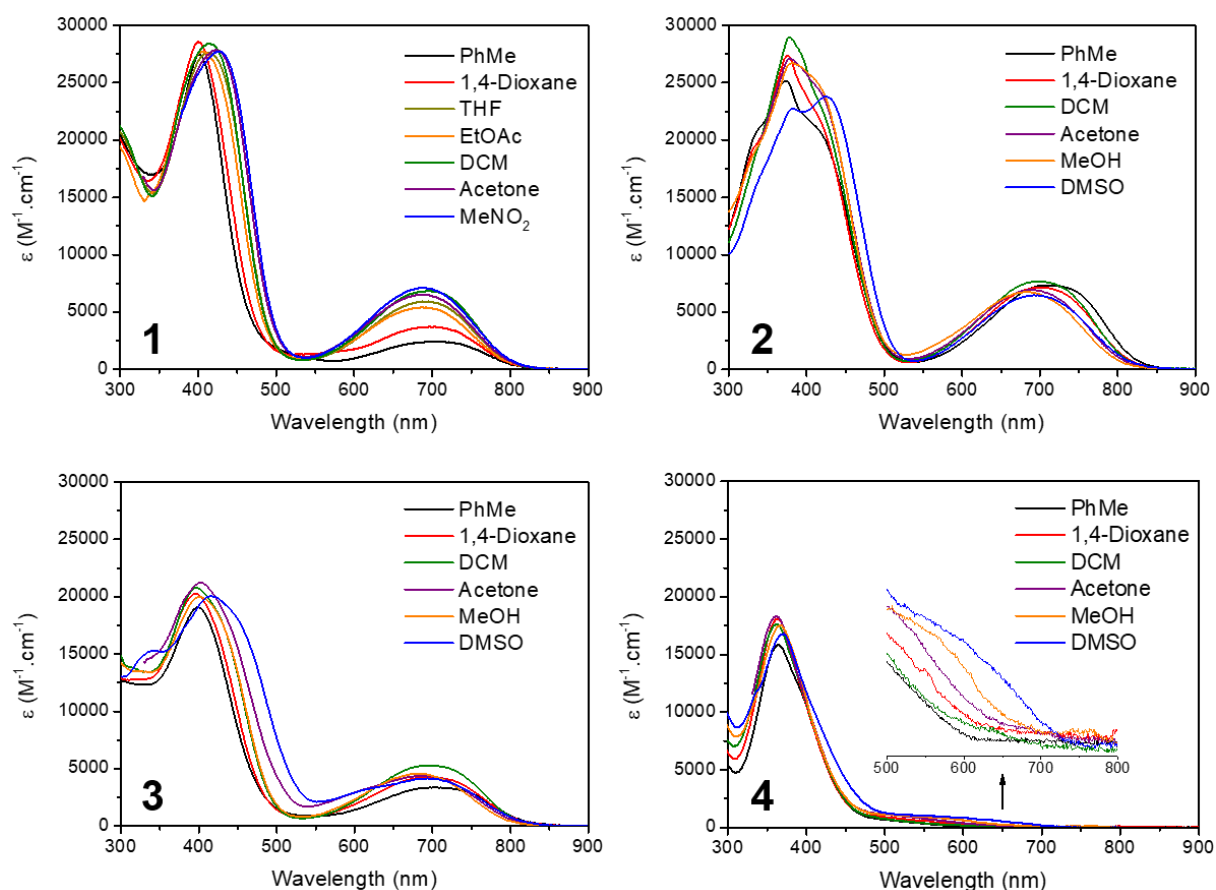 30000
25000
20000
15000
10000
5000
0
ε (M⁻¹.cm⁻¹)
PhMe
1,4-Dioxane
THF
EtOAc
DCM
Acetone
MeNO₂
1
300 400 500 600 700 800 900
Wavelength (nm)
30000
25000
20000
15000
10000
5000
0
ε (M⁻¹.cm⁻¹)
PhMe
1,4-Dioxane
DCM
Acetone
MeOH
DMSO
2
300 400 500 600 700 800 900
Wavelength (nm)
30000
25000
20000
15000
10000
5000
0
ε (M⁻¹.cm⁻¹)
PhMe
1,4-Dioxane
DCM
Acetone
MeOH
DMSO
3
300 400 500 600 700 800 900
Wavelength (nm)
30000
25000
20000
15000
10000
5000
0
ε (M⁻¹.cm⁻¹)
PhMe
1,4-Dioxane
DCM
Acetone
MeOH
DMSO
500 600 700 800
4
300 400 500 600 700 800 900
Wavelength (nm)